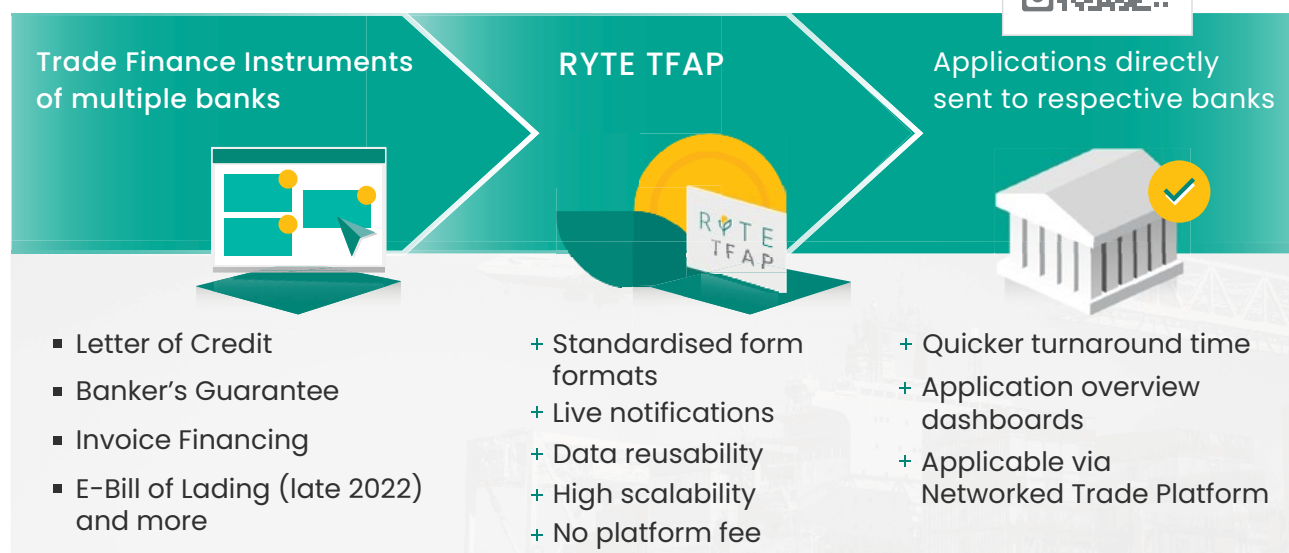 Trade Finance Instruments
of multiple banks
RYTE TFAP
Applications directly
sent to respective banks
RYTE
TFAP
▪ Letter of Credit
▪ Banker's Guarantee
▪ Invoice Financing
▪ E-Bill of Lading (late 2022)
and more
+ Standardised form
formats
+ Live notifications
+ Data reusability
+ High scalability
+ No platform fee
+ Quicker turnaround time
+ Application overview
dashboards
+ Applicable via
Networked Trade Platform